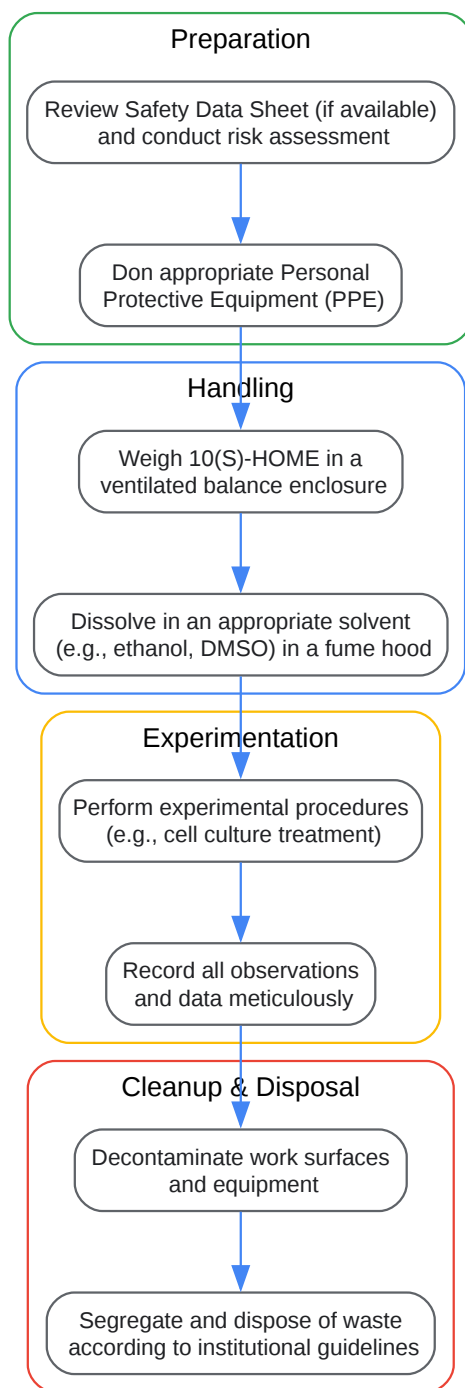 Preparation
Review Safety Data Sheet (if available)
and conduct risk assessment
Don appropriate Personal
Protective Equipment (PPE)
Handling
Weigh 10(S)-HOME in a
ventilated balance enclosure
Dissolve in an appropriate solvent
(e.g., ethanol, DMSO) in a fume hood
Experimentation
Perform experimental procedures
(e.g., cell culture treatment)
Record all observations
and data meticulously
Cleanup & Disposal
Decontaminate work surfaces
and equipment
Segregate and dispose of waste
according to institutional guidelines